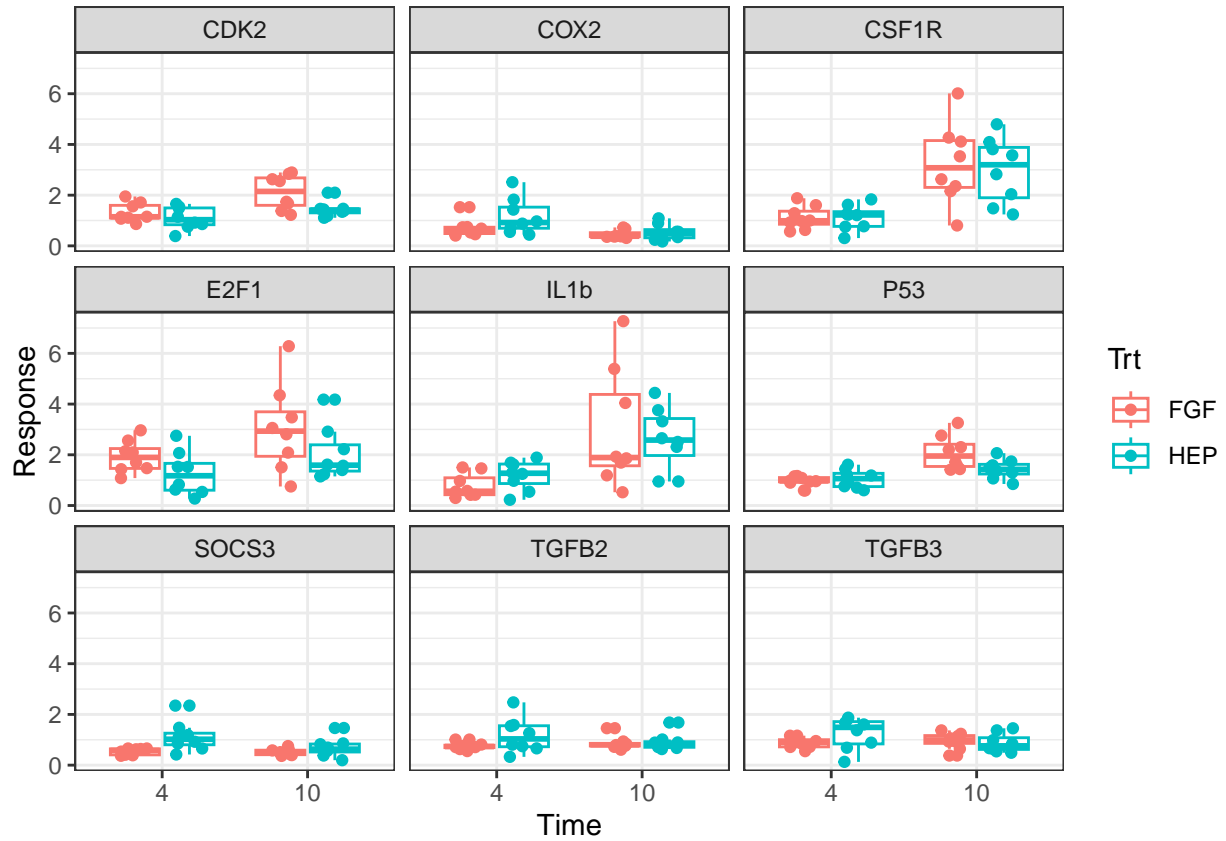 CDK2 COX2 CSF1R
6
4
2
0
E2F1 IL1b P53
6
4
2
0
SOCS3 TGFB2 TGFB3
6
4
2
0
4 10 4 10 4 10
Time
Response
Trt
FGF
HEP